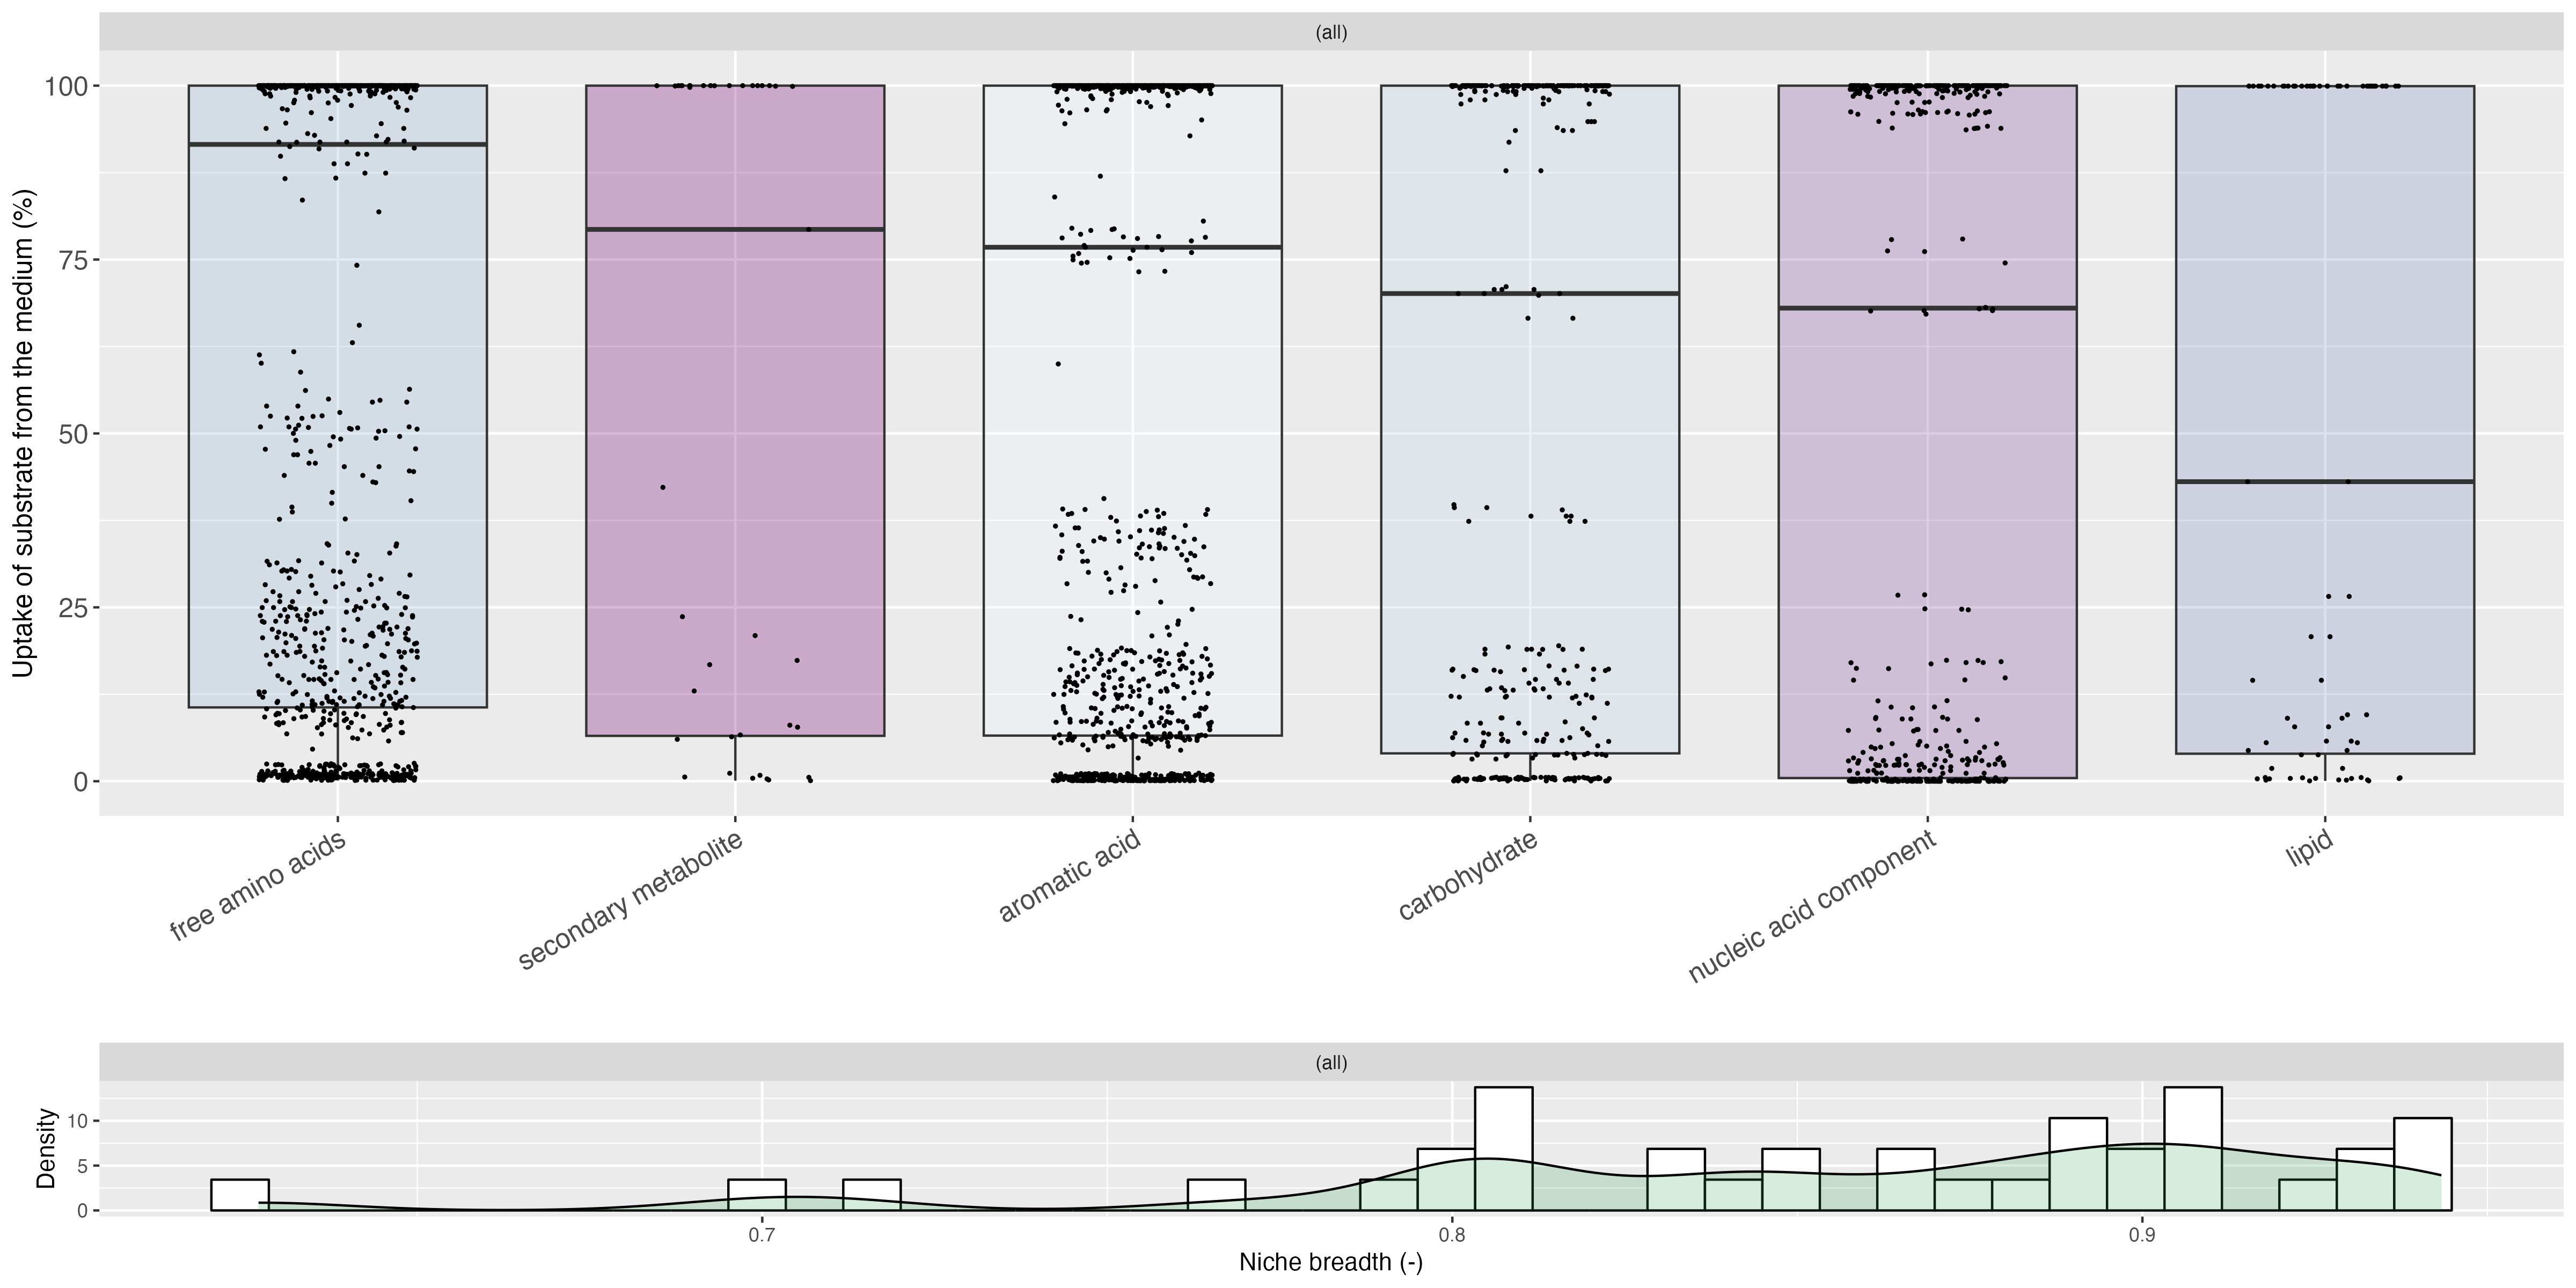 (all)
Uptake of substrate from the medium (%)
100
75
50
25
0
free amino acids
secondary metabolite
aromatic acid
carbohydrate
nucleic acid component
lipid
(all)
Density
10
5
0
0.7
0.8
0.9
Niche breadth (-)